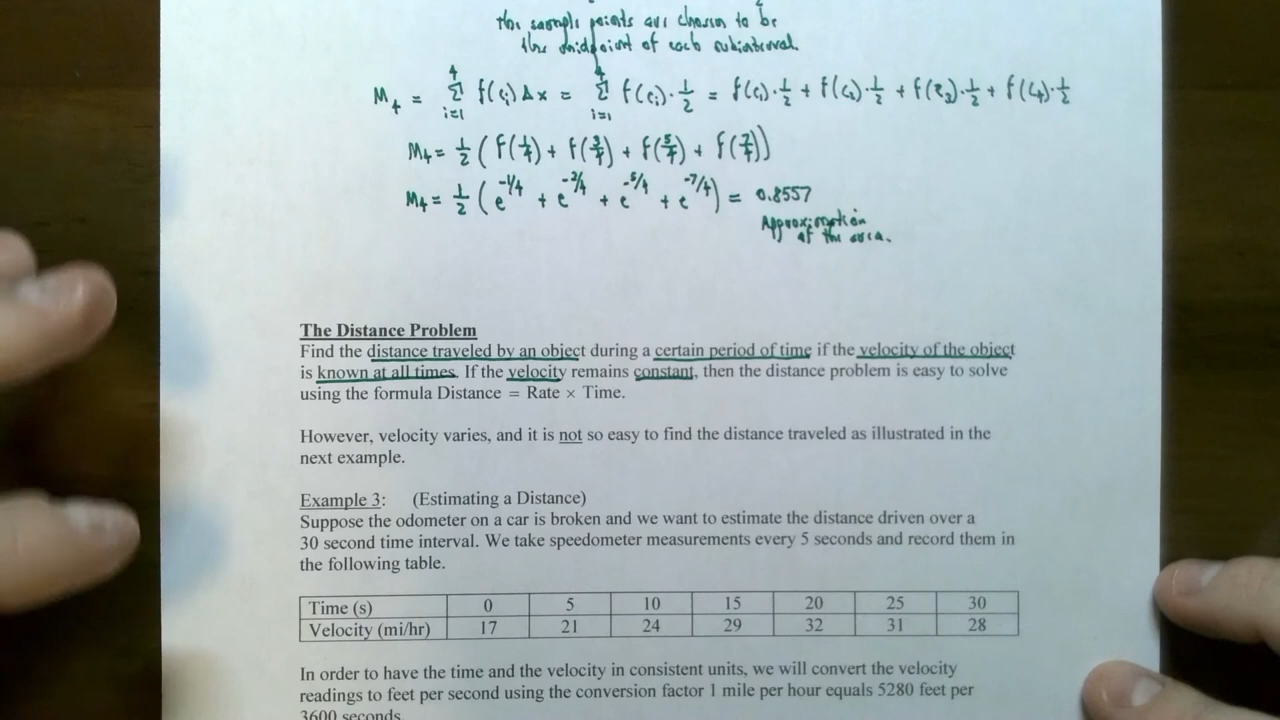 the sample points are chosen to be
the midpoint of each subinterval.
M₄ = Σ_{i=1}^{4} f(cᵢ) Δx = Σ_{i=1}^{4} f(cᵢ)·1/2 = f(c₁)·1/2 + f(c₂)·1/2 + f(c₃)·1/2 + f(c₄)·1/2
M₄ = 1/2 (f(1/4) + f(3/4) + f(5/4) + f(7/4))
M₄ = 1/2 (e^{-1/4} + e^{-3/4} + e^{-5/4} + e^{-7/4}) = 0.8557
Approximation
of the area.
The Distance Problem
Find the distance traveled by an object during a certain period of time if the velocity of the object
is known at all times. If the velocity remains constant, then the distance problem is easy to solve
using the formula Distance = Rate × Time.
However, velocity varies, and it is not so easy to find the distance traveled as illustrated in the
next example.
Example 3: (Estimating a Distance)
Suppose the odometer on a car is broken and we want to estimate the distance driven over a
30 second time interval. We take speedometer measurements every 5 seconds and record them in
the following table.
Time (s) 0 5 10 15 20 25 30
Velocity (mi/hr) 17 21 24 29 32 31 28
In order to have the time and the velocity in consistent units, we will convert the velocity
readings to feet per second using the conversion factor 1 mile per hour equals 5280 feet per
3600 seconds.